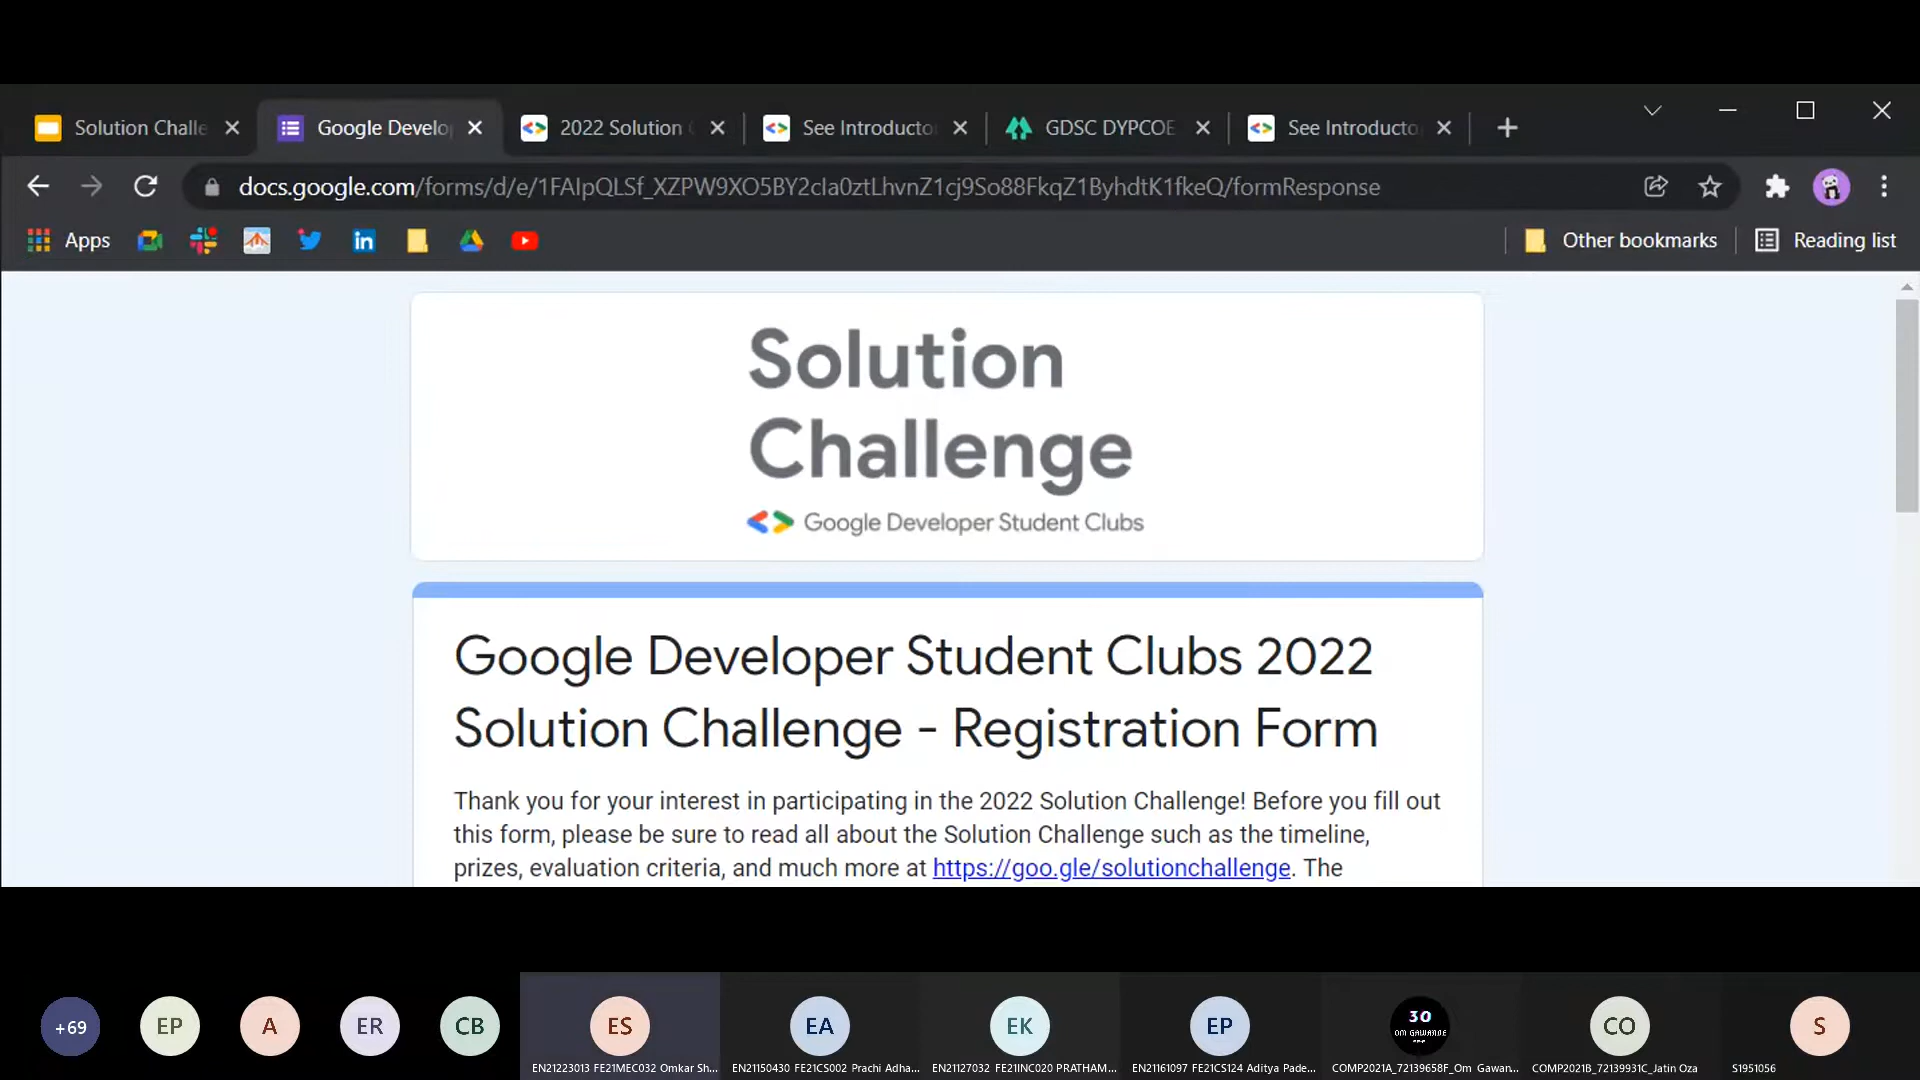 Solution Challe
Google Develo
2022 Solution
See Introducto
GDSC DYPCOE
See Introducto
docs.google.com/forms/d/e/1FAIpQLSf_XZPW9XO5BY2cIa0ztLhvnZ1cj9So88FkqZ1ByhdtK1fkeQ/formResponse
Apps
Other bookmarks
Reading list
Solution
Challenge
Google Developer Student Clubs
Google Developer Student Clubs 2022
Solution Challenge - Registration Form
Thank you for your interest in participating in the 2022 Solution Challenge! Before you fill out
this form, please be sure to read all about the Solution Challenge such as the timeline,
prizes, evaluation criteria, and much more at https://goo.gle/solutionchallenge. The
+69
EP
A
ER
CB
ES
EA
EK
EP
30
OM GAWANDE
CO
S
EN21223013 FE21MEC032 Omkar Sh...
EN21150430 FE21CS002 Prachi Adha...
EN21127032 FE21INC020 PRATHAM...
EN21161097 FE21CS124 Aditya Pade...
COMP2021A_72139658F_Om Gawan...
COMP2021B_72139931C_Jatin Oza
S1951056